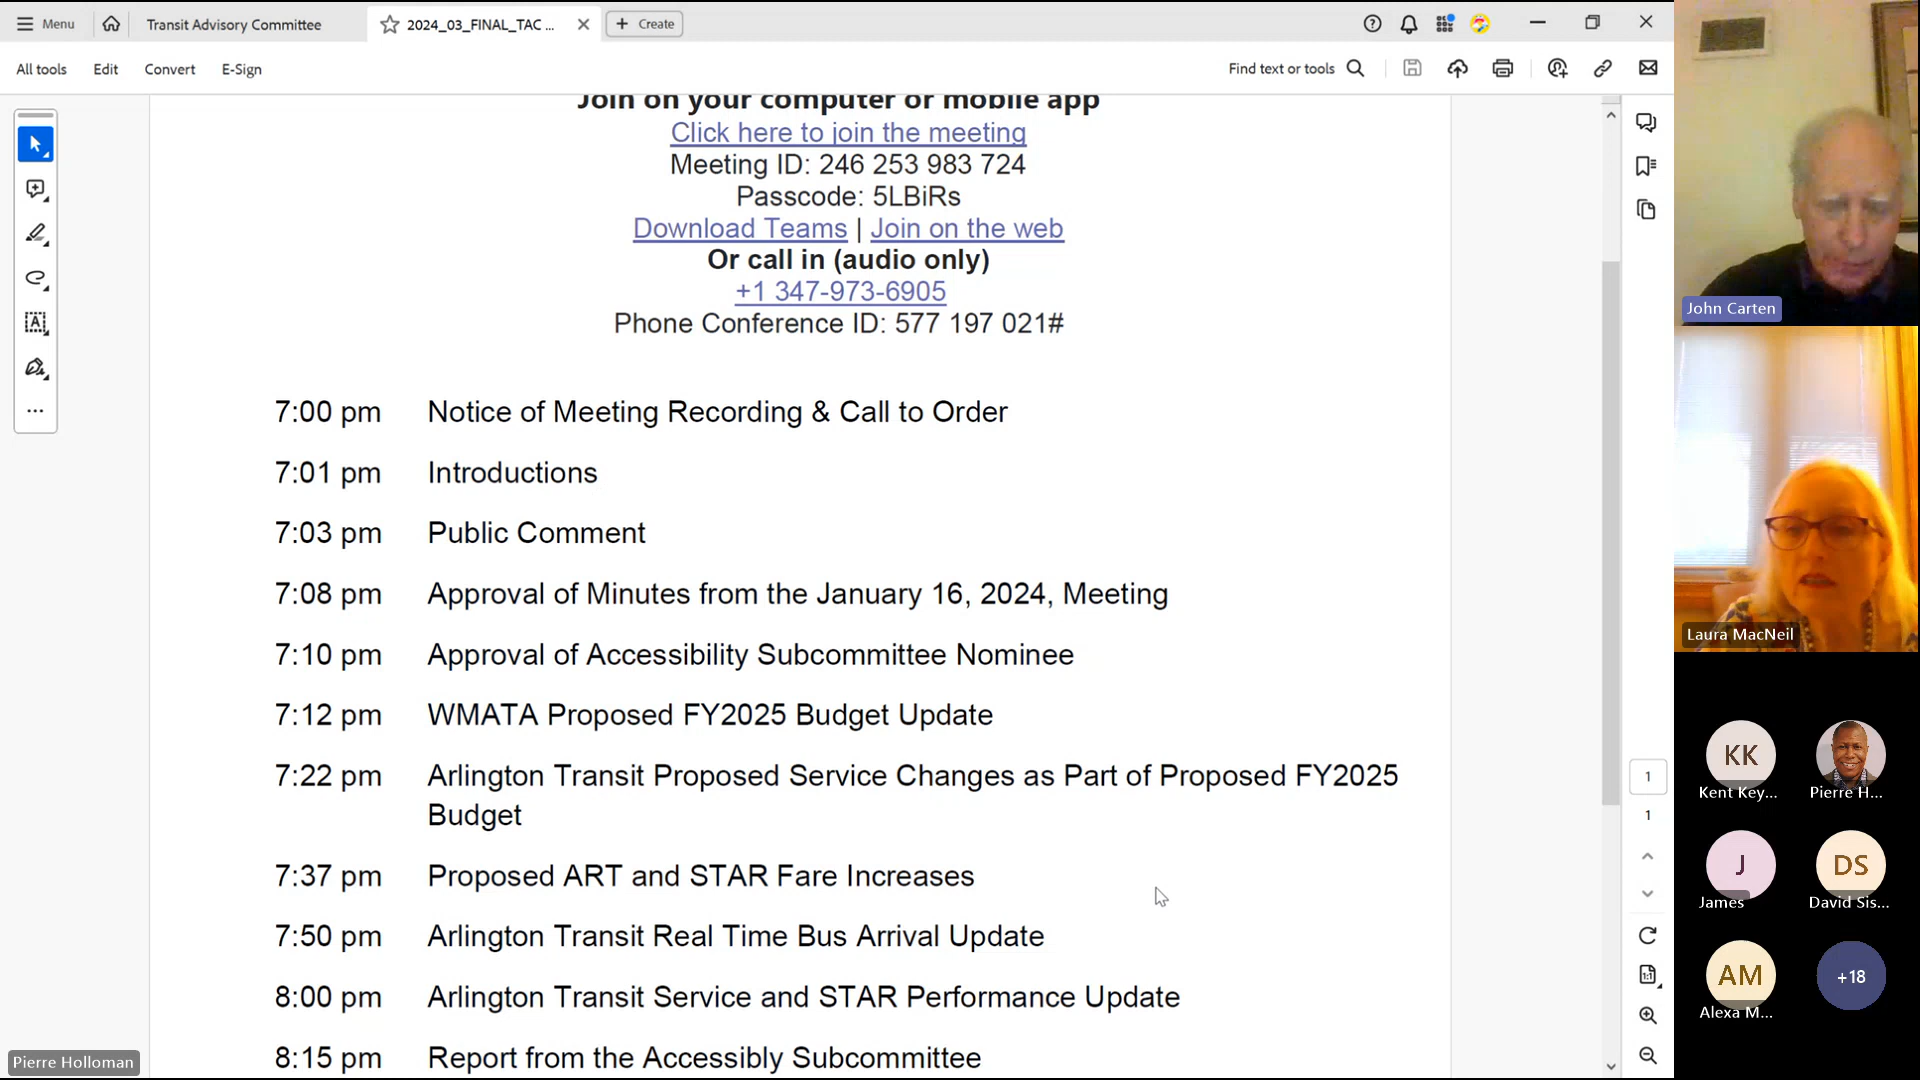 Menu
Transit Advisory Committee
2024_03_FINAL_TAC ...
Create
All tools
Edit
Convert
E-Sign
Find text or tools
Join on your computer or mobile app
Click here to join the meeting
Meeting ID: 246 253 983 724
Passcode: 5LBiRs
Download Teams | Join on the web
Or call in (audio only)
+1 347-973-6905
Phone Conference ID: 577 197 021#
7:00 pm Notice of Meeting Recording & Call to Order
7:01 pm Introductions
7:03 pm Public Comment
7:08 pm Approval of Minutes from the January 16, 2024, Meeting
7:10 pm Approval of Accessibility Subcommittee Nominee
7:12 pm WMATA Proposed FY2025 Budget Update
7:22 pm Arlington Transit Proposed Service Changes as Part of Proposed FY2025
Budget
7:37 pm Proposed ART and STAR Fare Increases
7:50 pm Arlington Transit Real Time Bus Arrival Update
8:00 pm Arlington Transit Service and STAR Performance Update
8:15 pm Report from the Accessibly Subcommittee
1
1
Pierre Holloman
John Carten
Laura MacNeil
KK
Kent Key...
Pierre H...
J
James
DS
David Sis...
AM
Alexa M...
+18